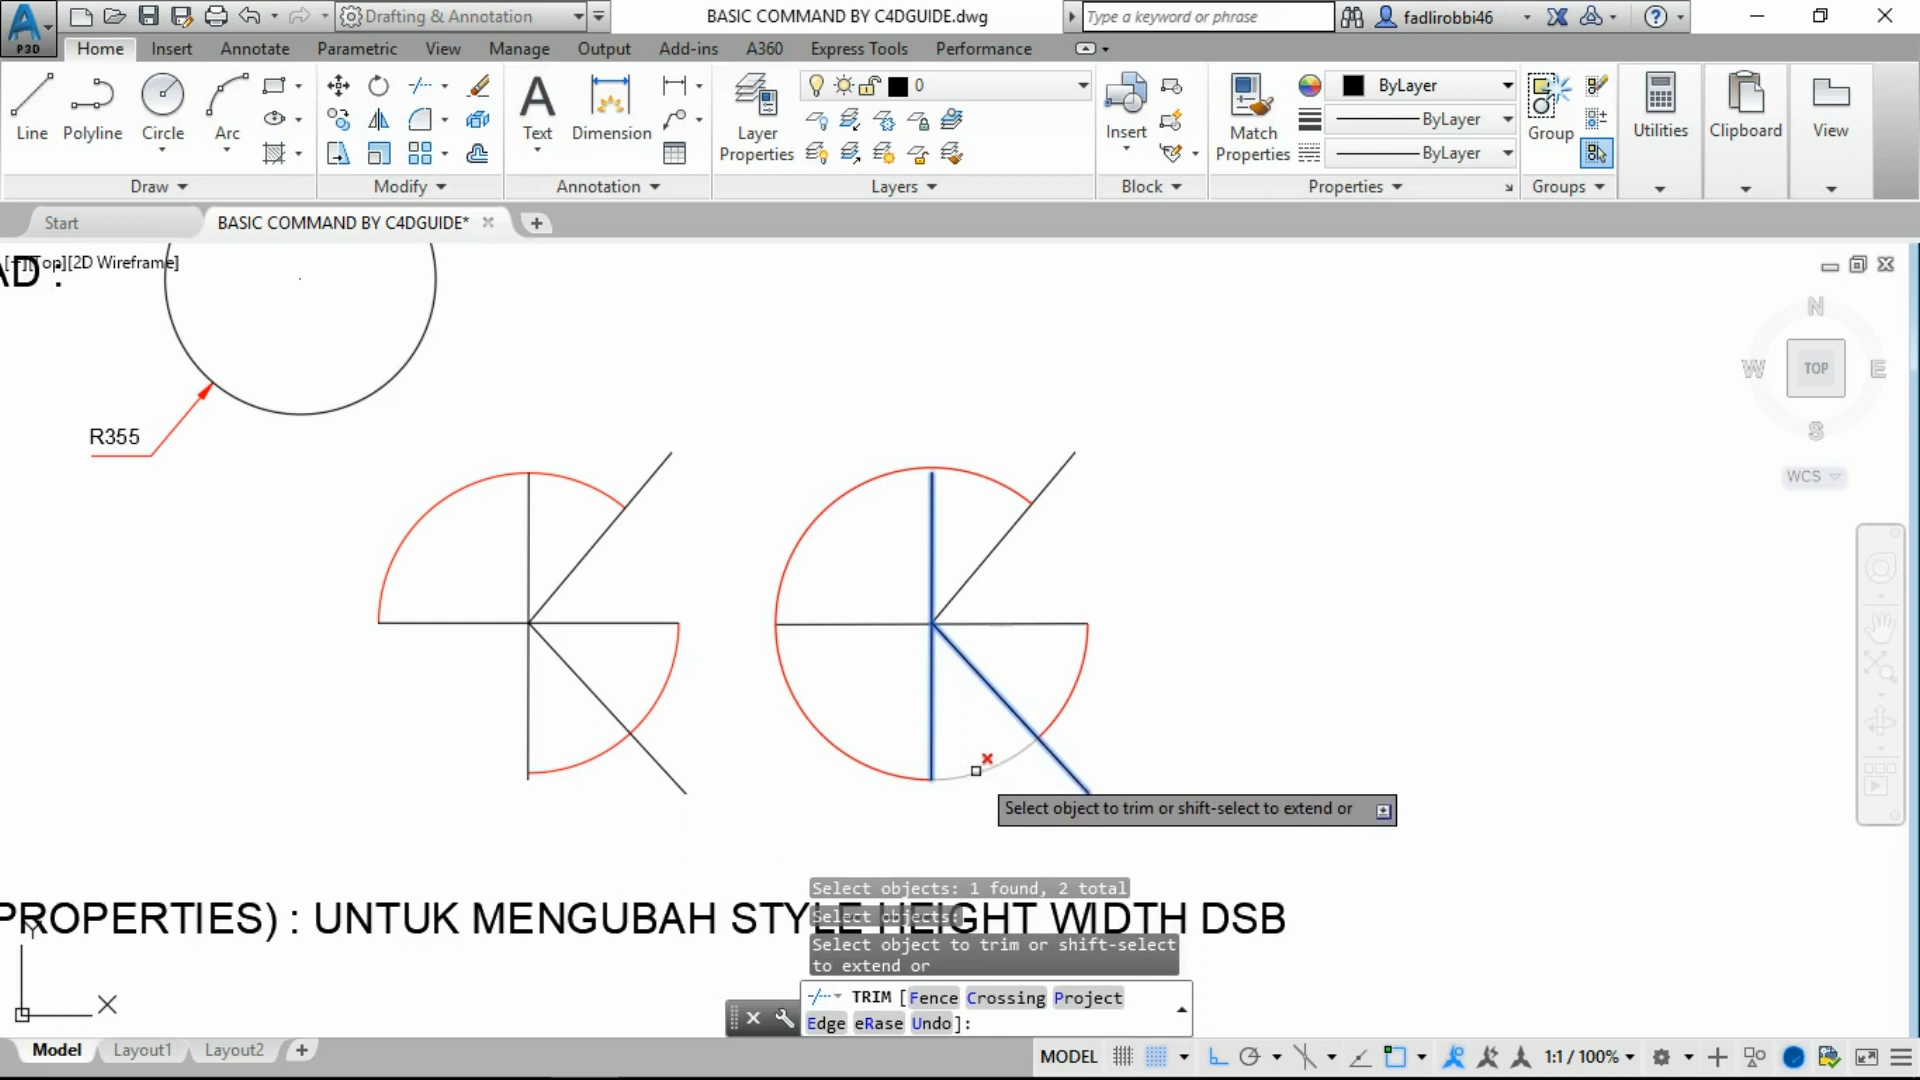 Drafting & Annotation
BASIC COMMAND BY C4DGUIDE.dwg
Type a keyword or phrase
fadlirobbi46
P3D
Home Insert Annotate Parametric View Manage Output Add-ins A360 Express Tools Performance
0
ByLayer
ByLayer
ByLayer
Line Polyline Circle Arc
Text Dimension
Layer Properties
Insert
Match Properties
Group
Utilities Clipboard View
Draw Modify Annotation Layers Block Properties Groups
Start
BASIC COMMAND BY C4DGUIDE*
[-][Top][2D Wireframe]
AD :
R355
N
W TOP E
S
WCS
Select object to trim or shift-select to extend or
PROPERTIES) : UNTUK MENGUBAH STYLE HEIGHT WIDTH DSB
Select objects: 1 found, 2 total
Select objects:
Select object to trim or shift-select
to extend or
TRIM [Fence Crossing Project
Edge eRase Undo]:
Y
X
Model Layout1 Layout2
MODEL
1:1 / 100%